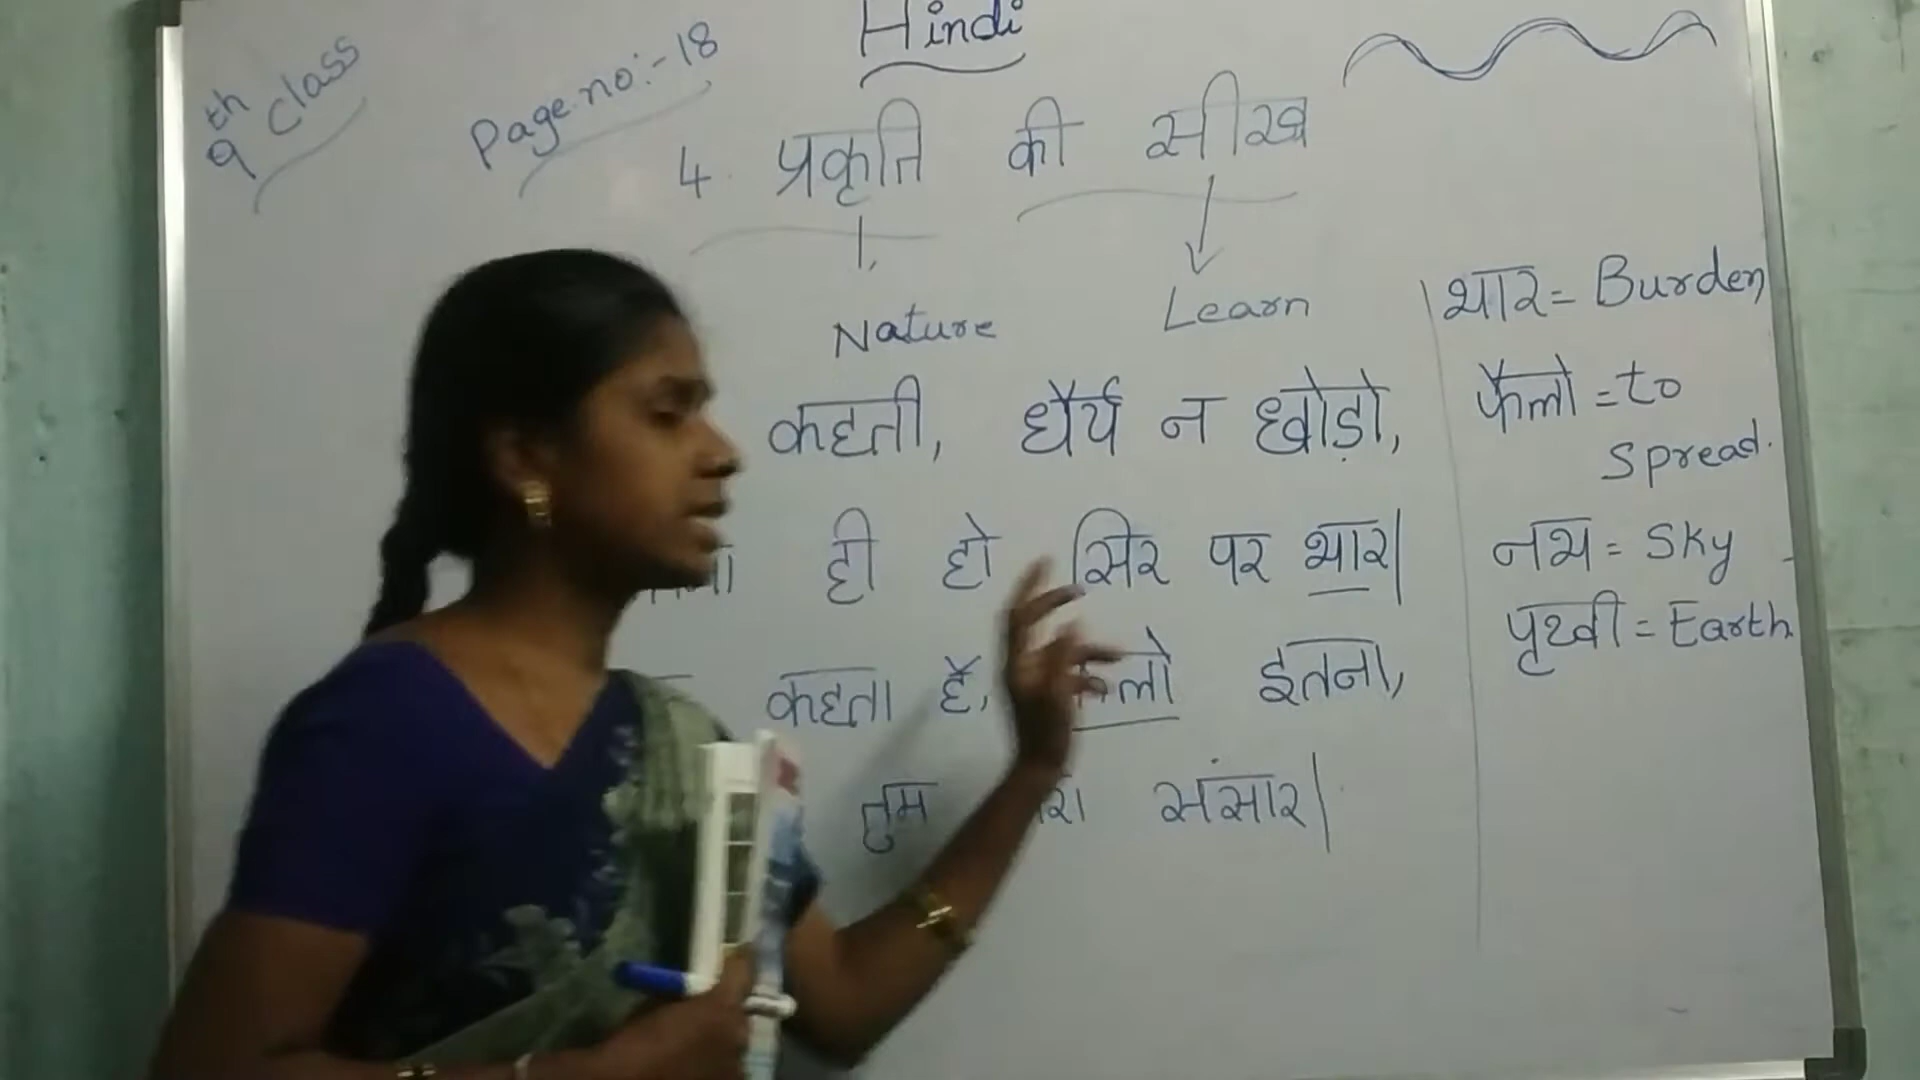 Hindi
9th class
Page no:-18
4 प्रकृति की सीख
Nature
Learn
कहती, धैर्य न छोड़ो,
ही हो सिर पर भार|
कहता है, इतना,
तुम संसार|
भार = Burden
फैलो = to
spread.
नभ = Sky
पृथ्वी = Earth